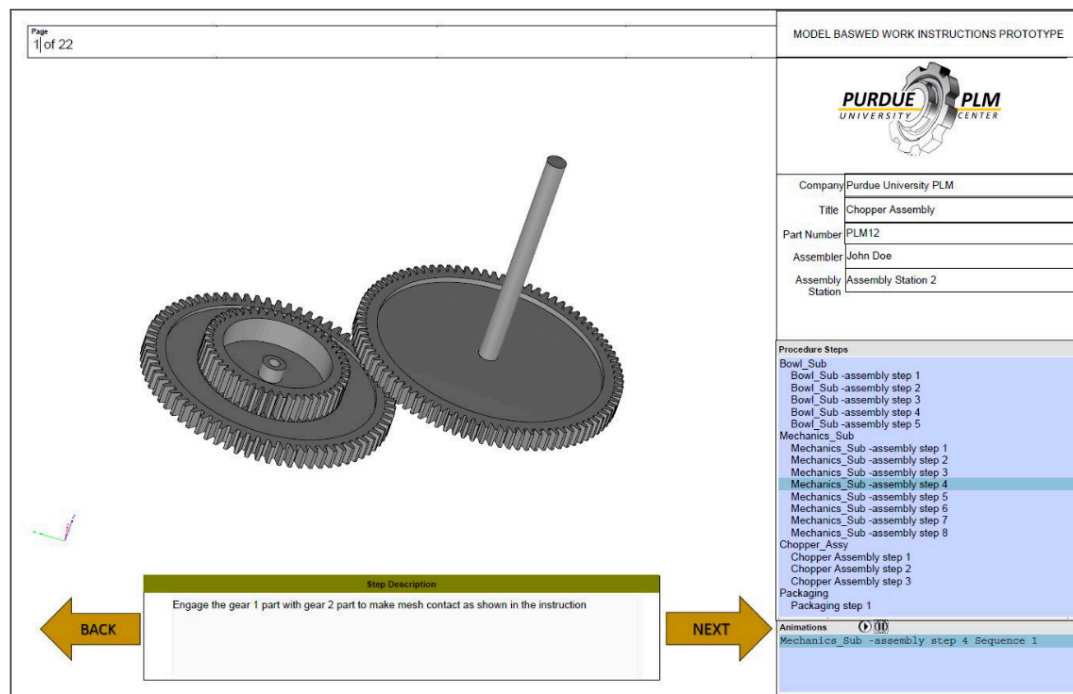 Page
1 of 22
MODEL BASWED WORK INSTRUCTIONS PROTOTYPE
PURDUE PLM
UNIVERSITY CENTER
Company Purdue University PLM
Title Chopper Assembly
Part Number PLM12
Assembler John Doe
Assembly Station Assembly Station 2
Procedure Steps
Bowl_Sub
Bowl_Sub -assembly step 1
Bowl_Sub -assembly step 2
Bowl_Sub -assembly step 3
Bowl_Sub -assembly step 4
Bowl_Sub -assembly step 5
Mechanics_Sub
Mechanics_Sub -assembly step 1
Mechanics_Sub -assembly step 2
Mechanics_Sub -assembly step 3
Mechanics_Sub -assembly step 4
Mechanics_Sub -assembly step 5
Mechanics_Sub -assembly step 6
Mechanics_Sub -assembly step 7
Mechanics_Sub -assembly step 8
Chopper_Assy
Chopper Assembly step 1
Chopper Assembly step 2
Chopper Assembly step 3
Packaging
Packaging step 1
Animations
Mechanics_Sub -assembly step 4 Sequence 1
Step Description
Engage the gear 1 part with gear 2 part to make mesh contact as shown in the instruction
BACK
NEXT